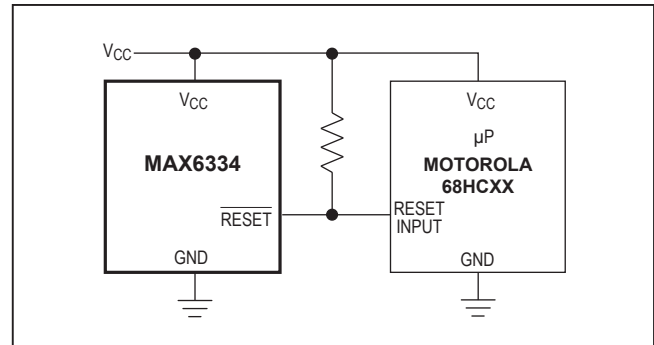 VCC
VCC
MAX6334
RESET
GND
VCC
µP
MOTOROLA
68HCXX
RESET
INPUT
GND